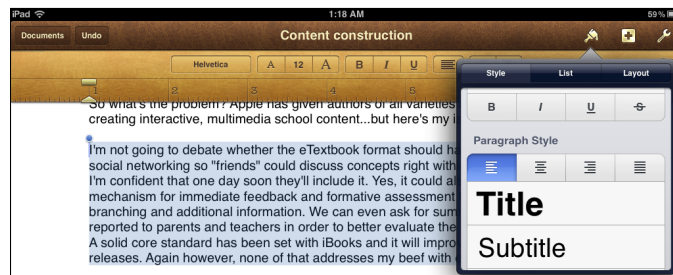 iPad 1:18 AM 59%
Documents Undo Content construction
Helvetica A 12 A B I U
Style List Layout
1 2 3 4 5
B I U S
So what's the problem? Apple has given authors of all varieties
creating interactive, multimedia school content...but here's my
Paragraph Style
I'm not going to debate whether the eTextbook format should
social networking so "friends" could discuss concepts right with
I'm confident that one day soon they'll include it. Yes, it could
mechanism for immediate feedback and formative assessment
Title
branching and additional information. We can even ask for
reported to parents and teachers in order to better evaluate
Subtitle
A solid core standard has been set with iBooks and it will
releases. Again however, none of that addresses my beef with